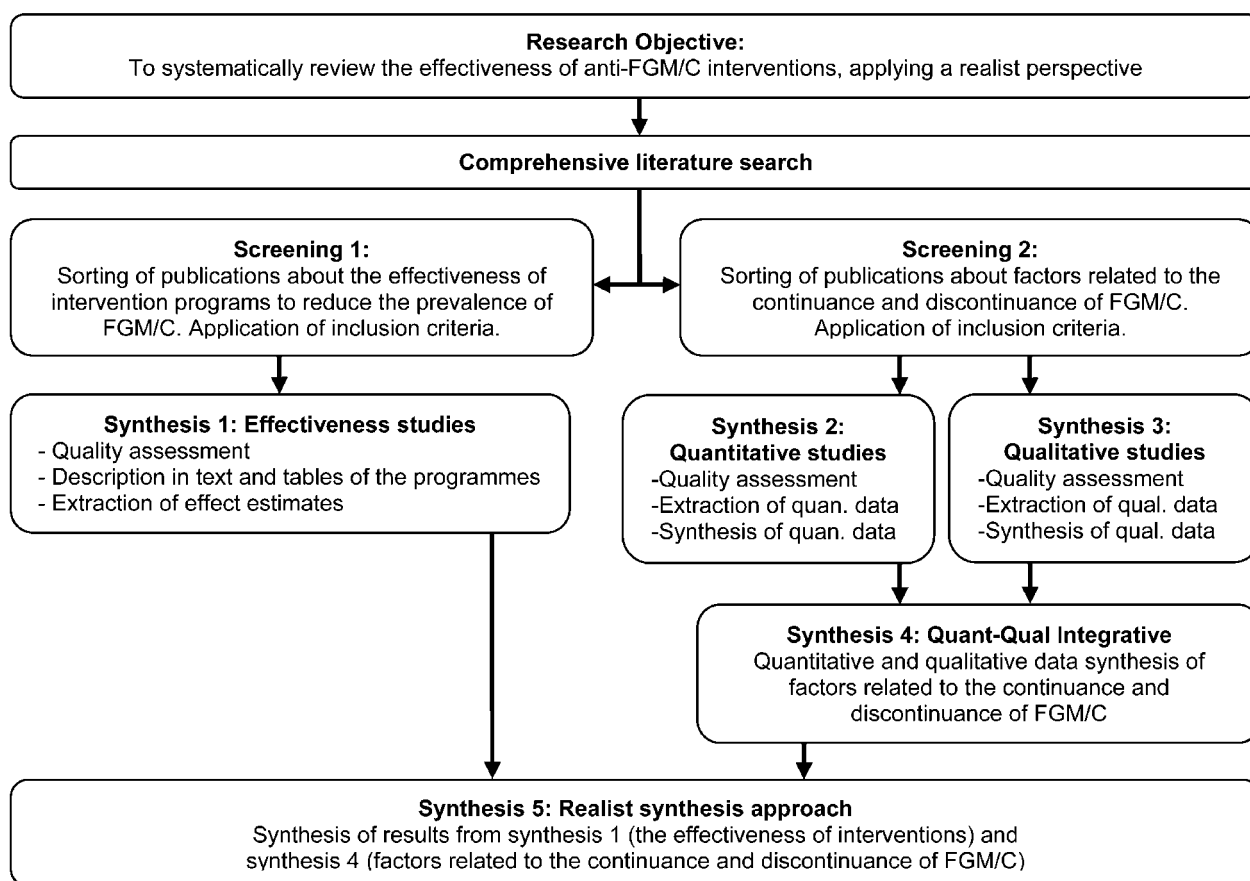 Research Objective:
To systematically review the effectiveness of anti-FGM/C interventions, applying a realist perspective
Comprehensive literature search
Screening 1:
Sorting of publications about the effectiveness of
intervention programs to reduce the prevalence of
FGM/C. Application of inclusion criteria.
Screening 2:
Sorting of publications about factors related to the
continuance and discontinuance of FGM/C.
Application of inclusion criteria.
Synthesis 1: Effectiveness studies
- Quality assessment
- Description in text and tables of the programmes
- Extraction of effect estimates
Synthesis 2:
Quantitative studies
-Quality assessment
-Extraction of quan. data
-Synthesis of quan. data
Synthesis 3:
Qualitative studies
-Quality assessment
-Extraction of qual. data
-Synthesis of qual. data
Synthesis 4: Quant-Qual Integrative
Quantitative and qualitative data synthesis of
factors related to the continuance and
discontinuance of FGM/C
Synthesis 5: Realist synthesis approach
Synthesis of results from synthesis 1 (the effectiveness of interventions) and
synthesis 4 (factors related to the continuance and discontinuance of FGM/C)